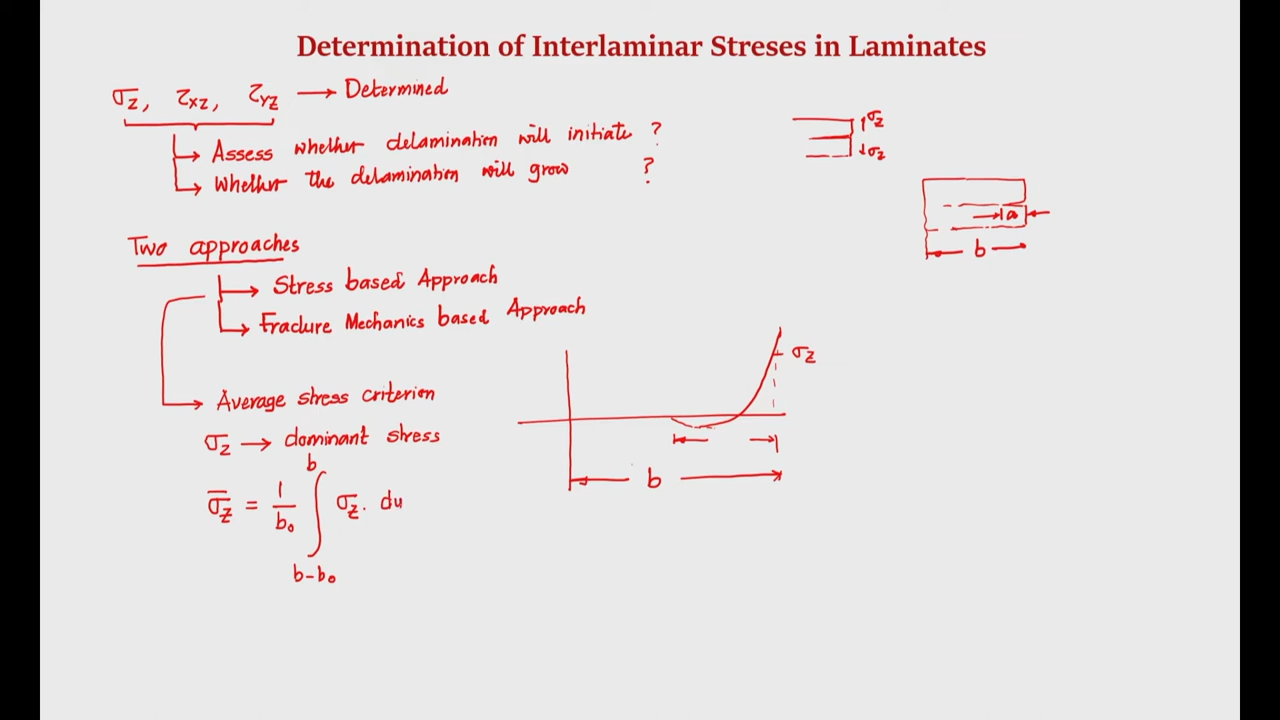 Determination of Interlaminar Streses in Laminates
σz, τxz, τyz → Determined
→ Assess whether delamination will initiate ?
→ Whether the delamination will grow ?
σz
σz
a
b
Two approaches
→ Stress based Approach
→ Fracture Mechanics based Approach
σz
b
→ Average stress criterion
σz → dominant stress
b
σ̅z = 1/b₀ ∫ σz. du
b-b₀